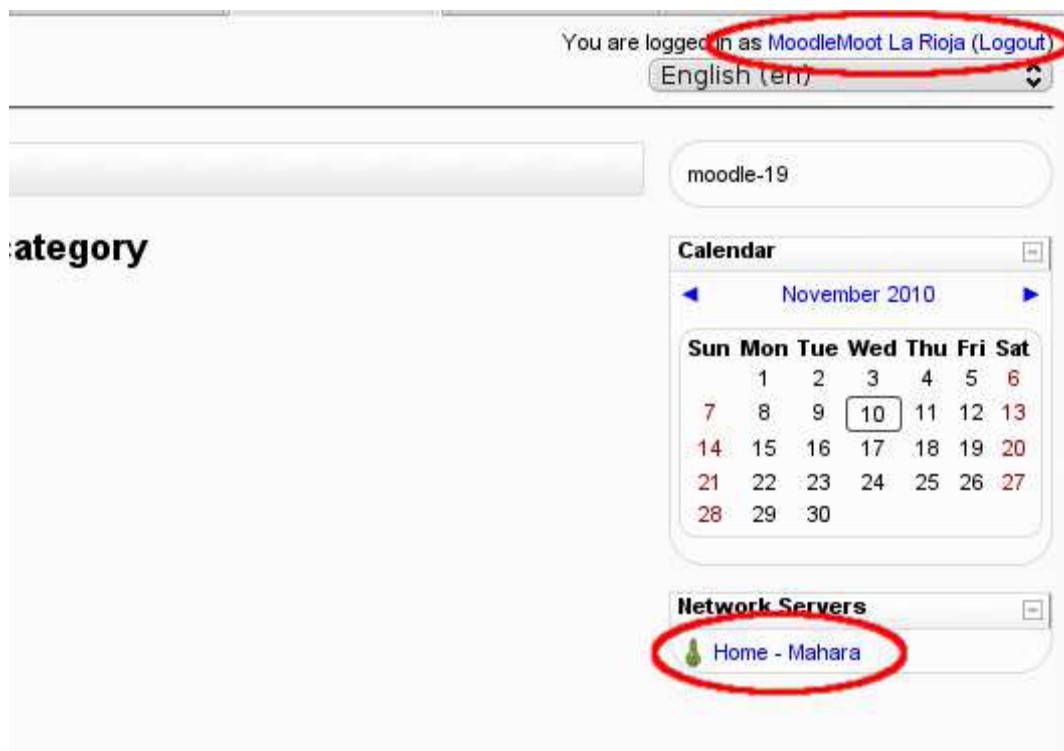 You are logged in as MoodleMoot La Rioja (Logout)
English (en)
moodle-19
ategory
Calendar
◄ November 2010 ►
Sun Mon Tue Wed Thu Fri Sat
1 2 3 4 5 6
7 8 9 10 11 12 13
14 15 16 17 18 19 20
21 22 23 24 25 26 27
28 29 30
Network Servers
Home - Mahara